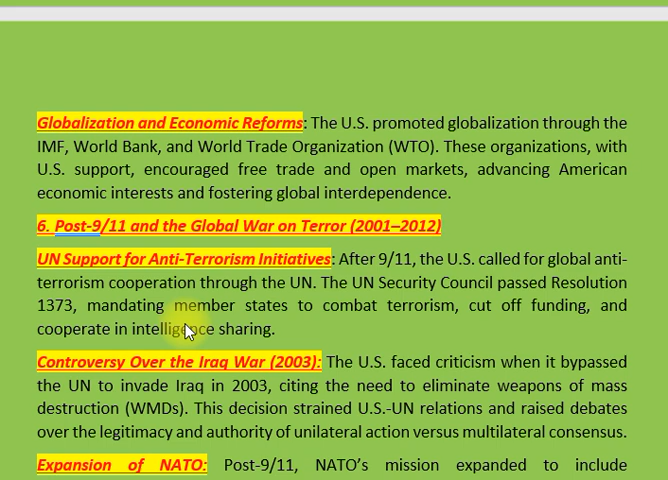 Globalization and Economic Reforms: The U.S. promoted globalization through the
IMF, World Bank, and World Trade Organization (WTO). These organizations, with
U.S. support, encouraged free trade and open markets, advancing American
economic interests and fostering global interdependence.
6. Post-9/11 and the Global War on Terror (2001–2012)
UN Support for Anti-Terrorism Initiatives: After 9/11, the U.S. called for global anti-
terrorism cooperation through the UN. The UN Security Council passed Resolution
1373, mandating member states to combat terrorism, cut off funding, and
cooperate in intelligence sharing.
Controversy Over the Iraq War (2003): The U.S. faced criticism when it bypassed
the UN to invade Iraq in 2003, citing the need to eliminate weapons of mass
destruction (WMDs). This decision strained U.S.-UN relations and raised debates
over the legitimacy and authority of unilateral action versus multilateral consensus.
Expansion of NATO: Post-9/11, NATO’s mission expanded to include